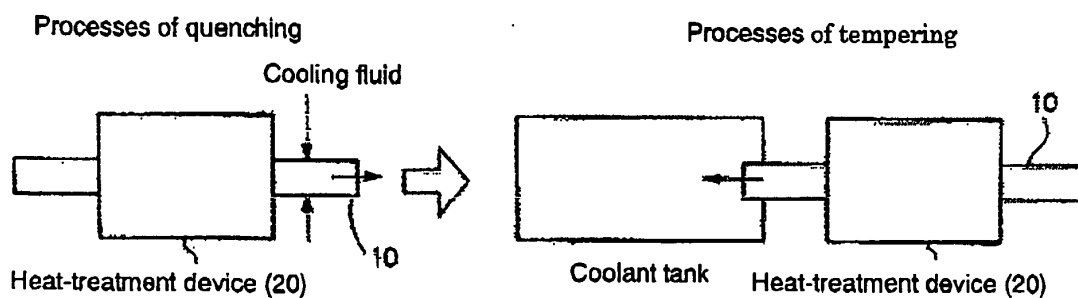 Processes of quenching
Processes of tempering
Cooling fluid
10
10
Heat-treatment device (20)
Coolant tank
Heat-treatment device (20)